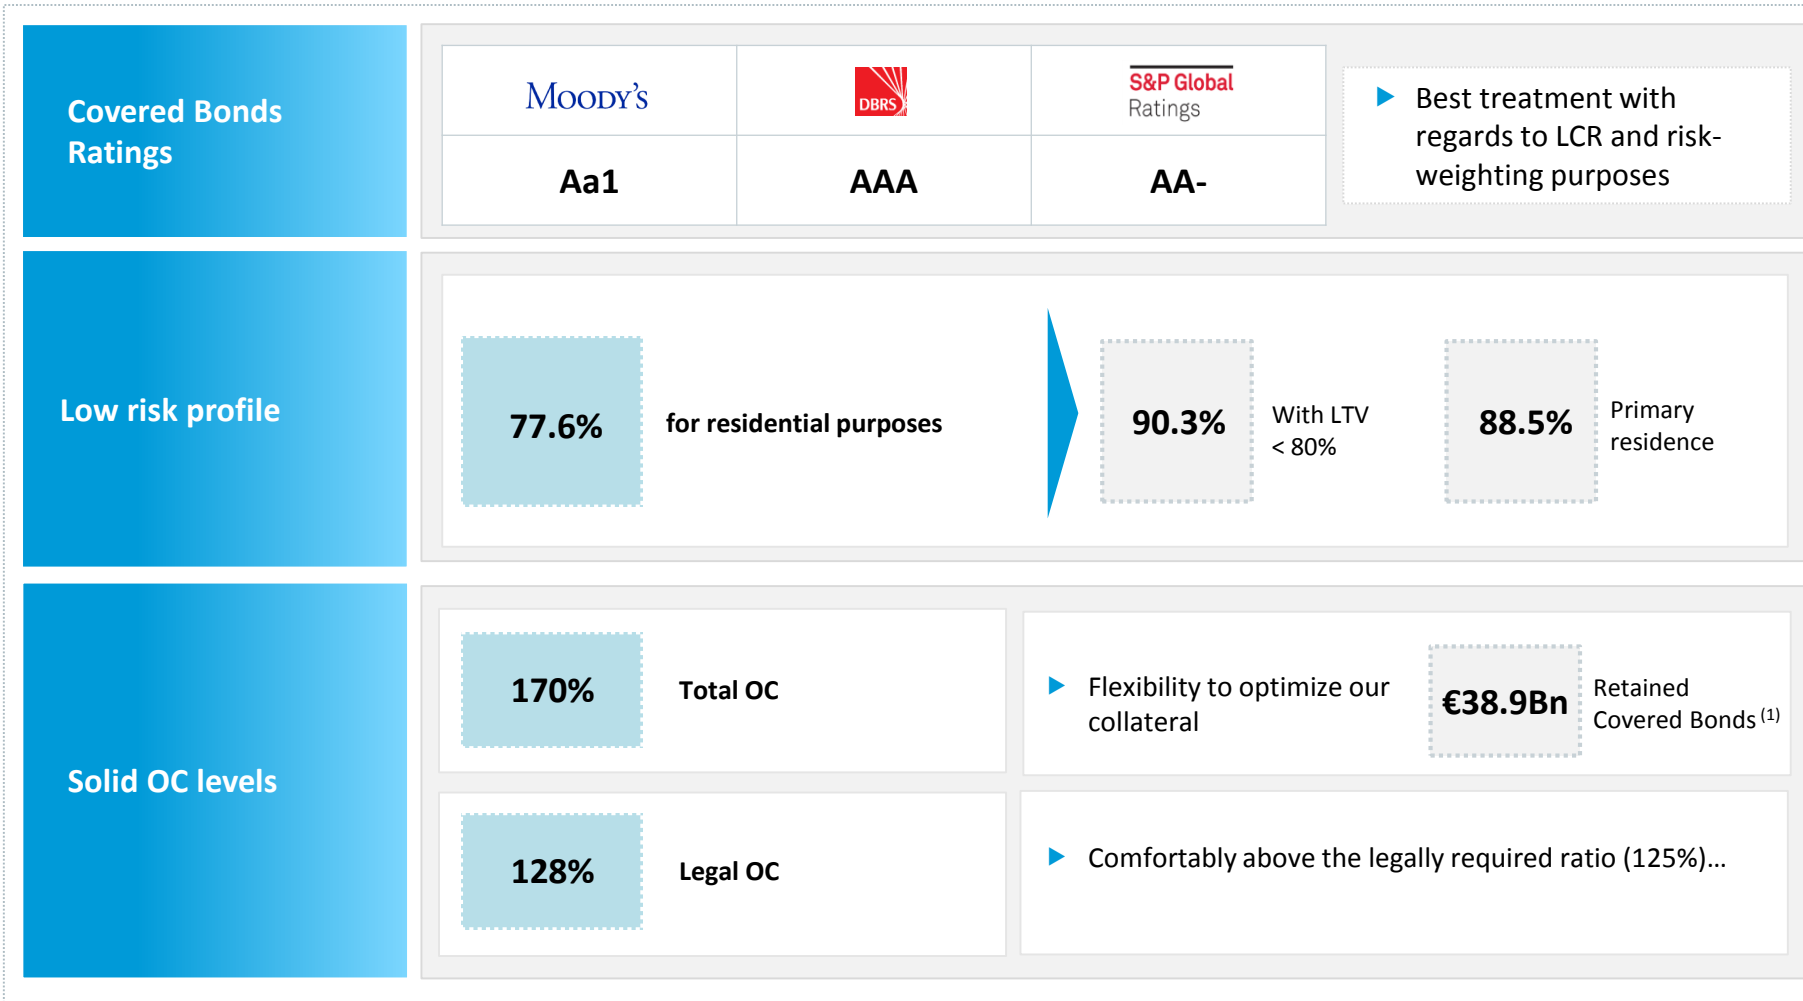 Covered Bonds
Ratings
MOODY'S
DBRS
S&P Global
Ratings
Aa1
AAA
AA-
Best treatment with
regards to LCR and risk-
weighting purposes
Low risk profile
77.6%
for residential purposes
90.3%
With LTV
< 80%
88.5%
Primary
residence
Solid OC levels
170%
Total OC
Flexibility to optimize our
collateral
€38.9Bn
Retained
Covered Bonds (1)
128%
Legal OC
Comfortably above the legally required ratio (125%)...